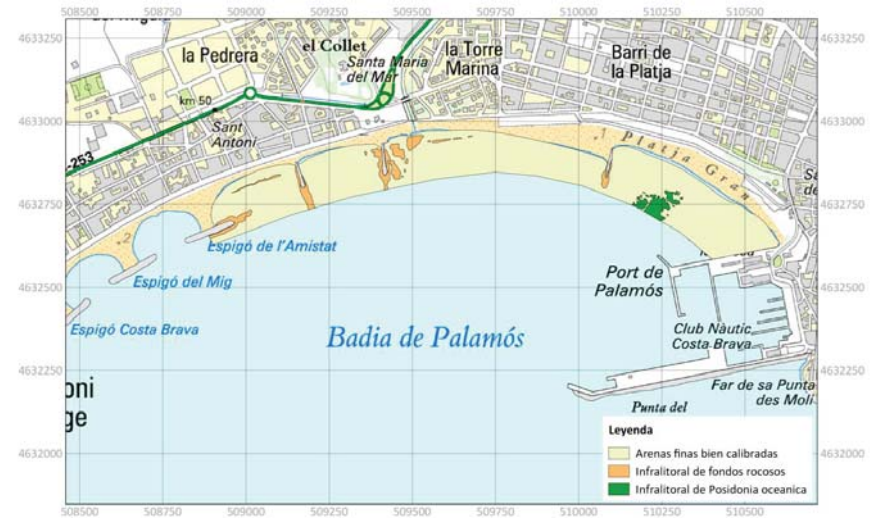 508500 508750 509000 509250 509500 509750 510000 510250 510500
4633250 4633250
la Pedrera
el Collet
Santa Maria
del Mar
la Torre
Marina
Barri de
la Platja
km 50
4633000 4633000
Sant
Antoni
-253
Platja Gran
4632750 4632750
Espigó de l'Amistat
Espigó del Mig
Port de
Palamós
4632500 4632500
Espigó Costa Brava
Badia de Palamós
Club Nàutic
Costa Brava
4632250 4632250
oni
ge
Far de sa Punta
des Molí
Punta del
Leyenda
Arenas finas bien calibradas
Infralitoral de fondos rocosos
Infralitoral de Posidonia oceanica
4632000 4632000
508500 508750 509000 509250 509500 509750 510000 510250 510500